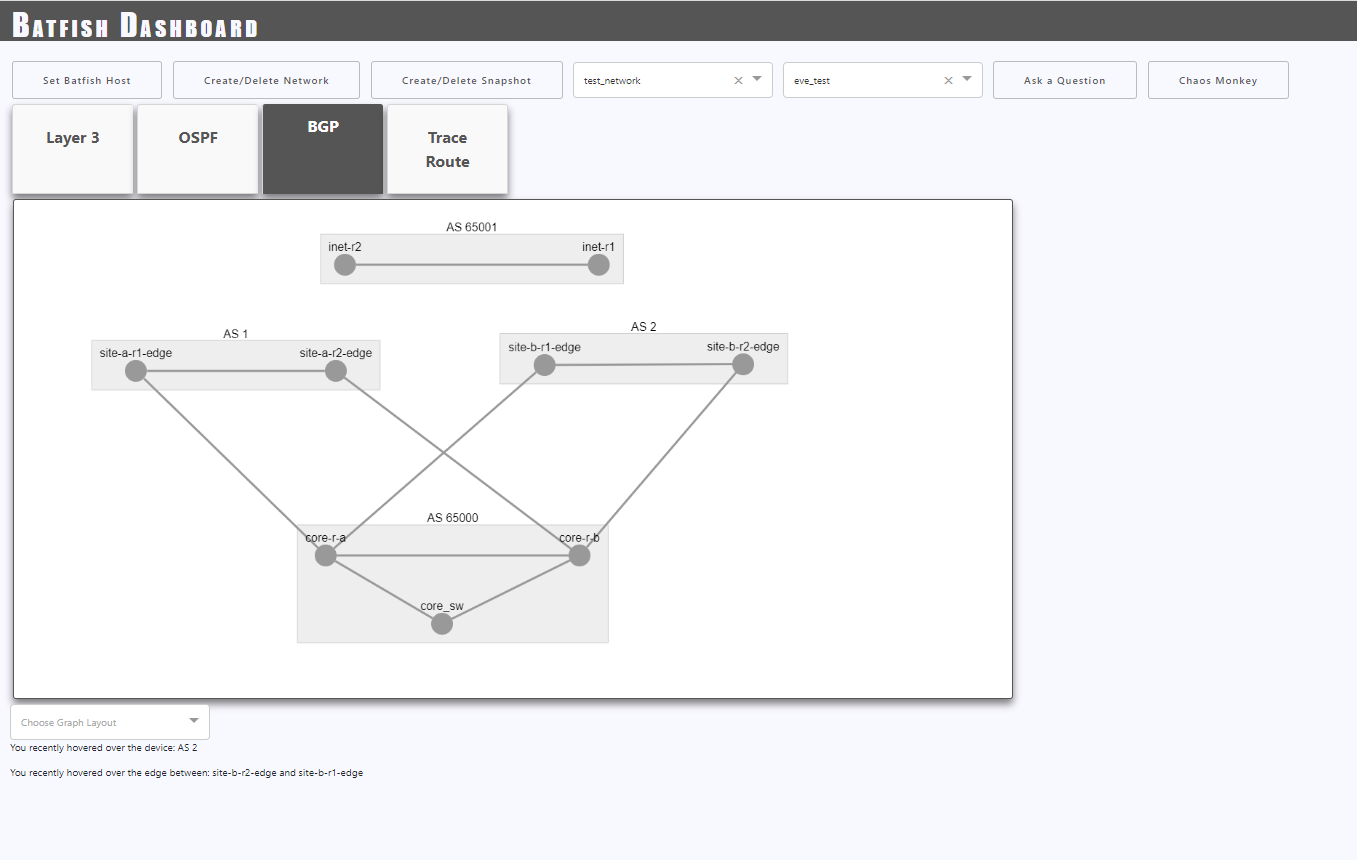 Batfish Dashboard
Set Batfish Host
Create/Delete Network
Create/Delete Snapshot
test_network
eve_test
Ask a Question
Chaos Monkey
Layer 3
OSPF
BGP
Trace
Route
AS 65001
inet-r2
inet-r1
AS 1
site-a-r1-edge
site-a-r2-edge
AS 2
site-b-r1-edge
site-b-r2-edge
AS 65000
core-r-a
core-r-b
core_sw
Choose Graph Layout
You recently hovered over the device: AS 2
You recently hovered over the edge between: site-b-r2-edge and site-b-r1-edge